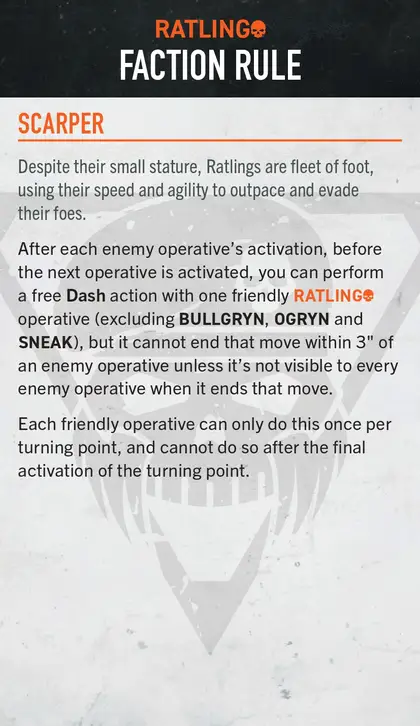 RATLING
FACTION RULE
SCARPER
Despite their small stature, Ratlings are fleet of foot,
using their speed and agility to outpace and evade
their foes.
After each enemy operative’s activation, before
the next operative is activated, you can perform
a free Dash action with one friendly RATLING
operative (excluding BULLGRYN, OGRYN and
SNEAK), but it cannot end that move within 3" of
an enemy operative unless it’s not visible to every
enemy operative when it ends that move.
Each friendly operative can only do this once per
turning point, and cannot do so after the final
activation of the turning point.